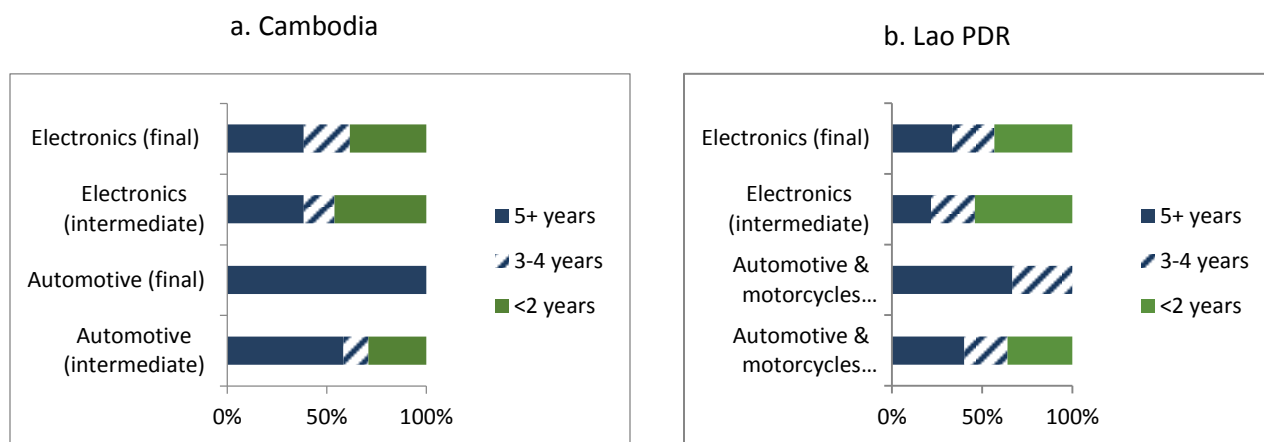 a. Cambodia
Electronics (final)
Electronics
(intermediate)
Automotive (final)
Automotive
(intermediate)
0%
50%
100%
5+ years
3-4 years
<2 years
b. Lao PDR
Electronics (final)
Electronics
(intermediate)
Automotive &
motorcycles...
Automotive &
motorcycles...
0%
50%
100%
5+ years
3-4 years
<2 years